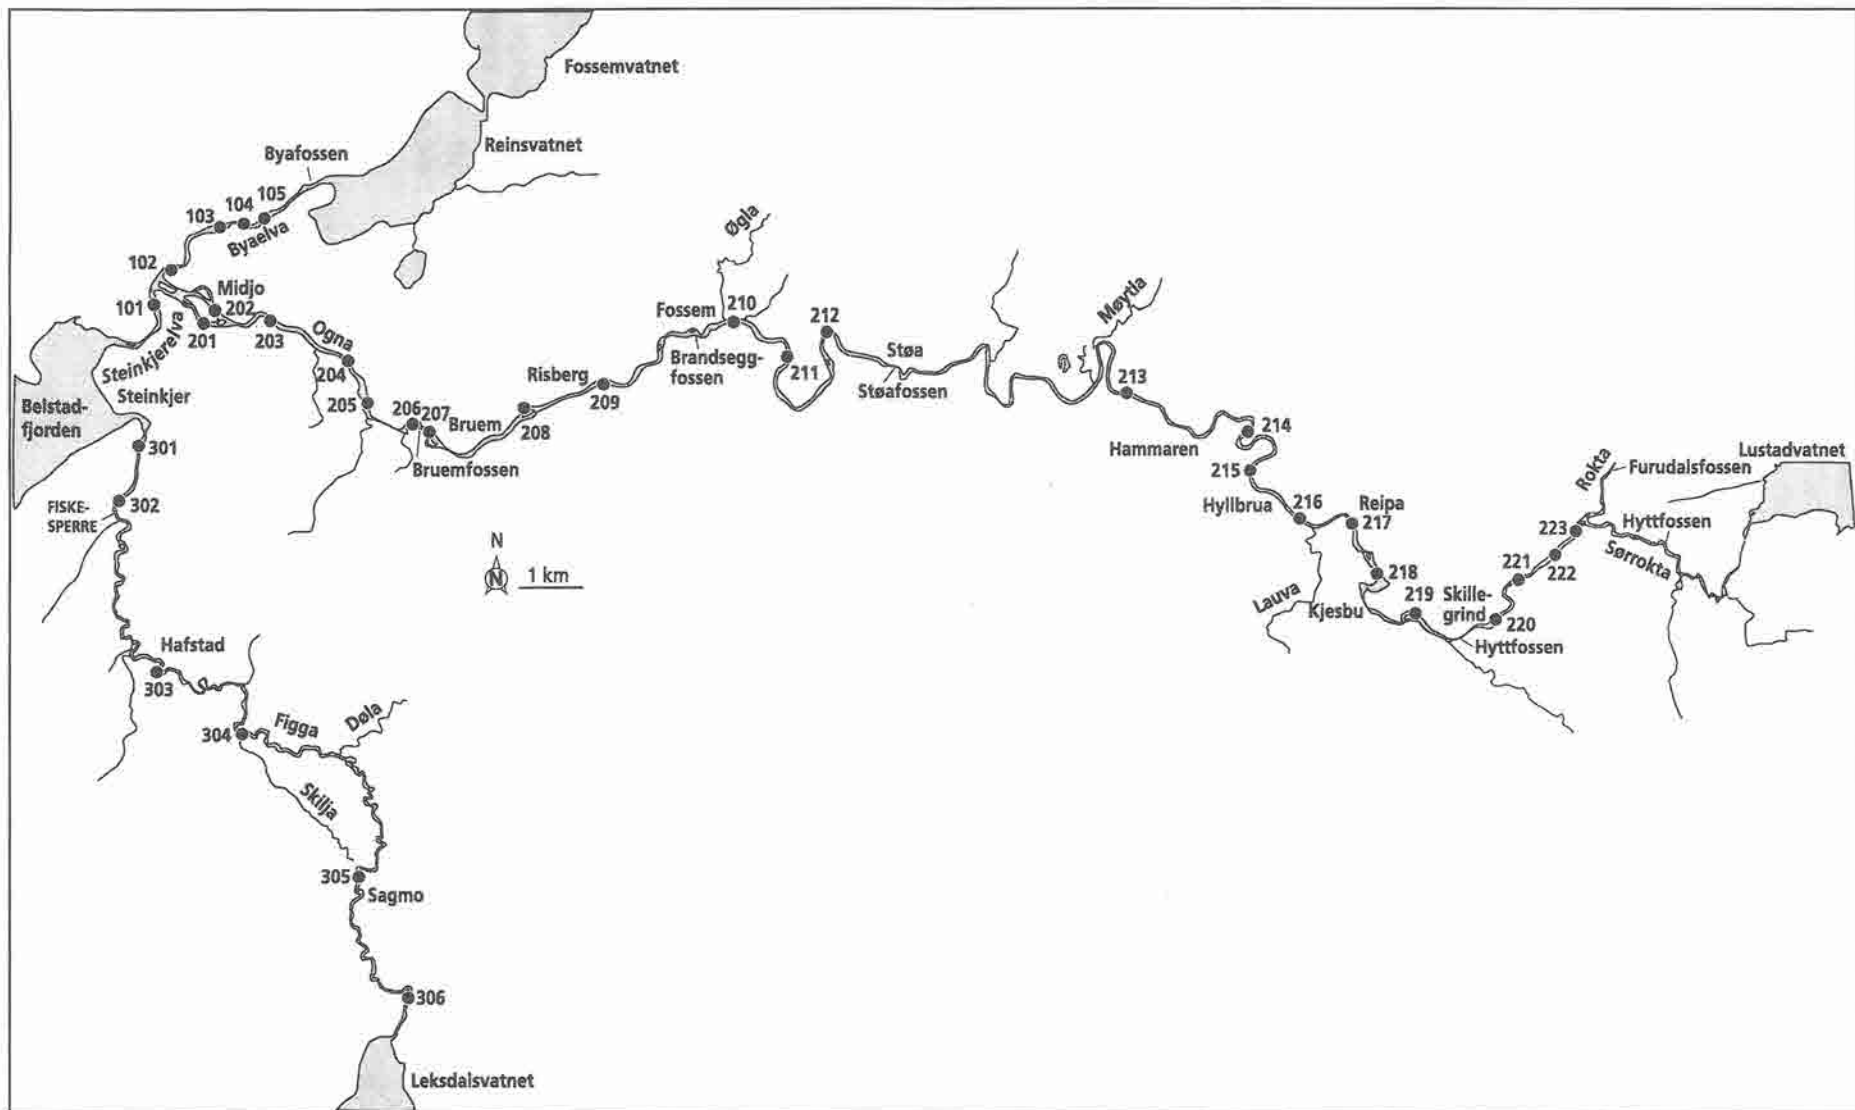 Fossemvatnet
Reinsvatnet
Byafossen
105
104
103
Byaelva
102
Midjo
202
101
201
203
Steinkjerelva
Ogna
204
Steinkjer
205
Beistad-
fjorden
206
207
Bruem
Bruemfossen
208
Risberg
209
Fossem
Brandsegg-
fossen
210
Øgla
211
212
Støa
Støafossen
Møytla
213
Hammaren
214
215
Hyllbrua
216
Reipa
217
218
Lauva
Kjesbu
219
Skille-
grind
220
Hyttfossen
221
222
223
Rokta
Furudalsfossen
Lustadvatnet
Hyttfossen
Sørrokta
N
N
1 km
301
302
FISKE-
SPERRE
Hafstad
303
304
Figga
Døla
Skilja
305
Sagmo
306
Leksdalsvatnet